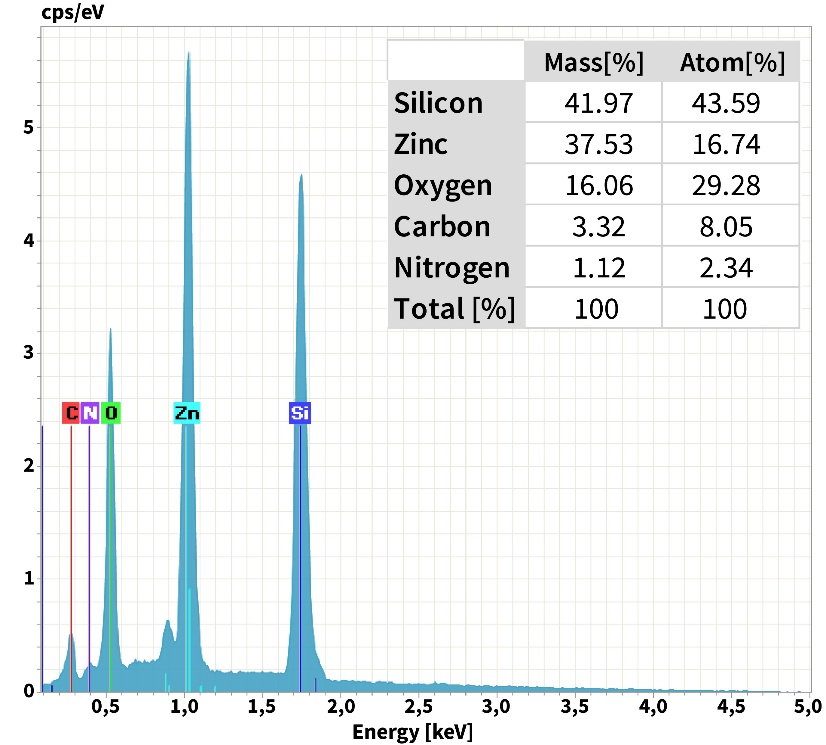 cps/eV
Mass[%] Atom[%]
Silicon 41.97 43.59
Zinc 37.53 16.74
Oxygen 16.06 29.28
Carbon 3.32 8.05
Nitrogen 1.12 2.34
Total [%] 100 100
5
4
3
C N O Zn Si
2
1
0
0,5 1,0 1,5 2,0 2,5 3,0 3,5 4,0 4,5 5,0
Energy [keV]